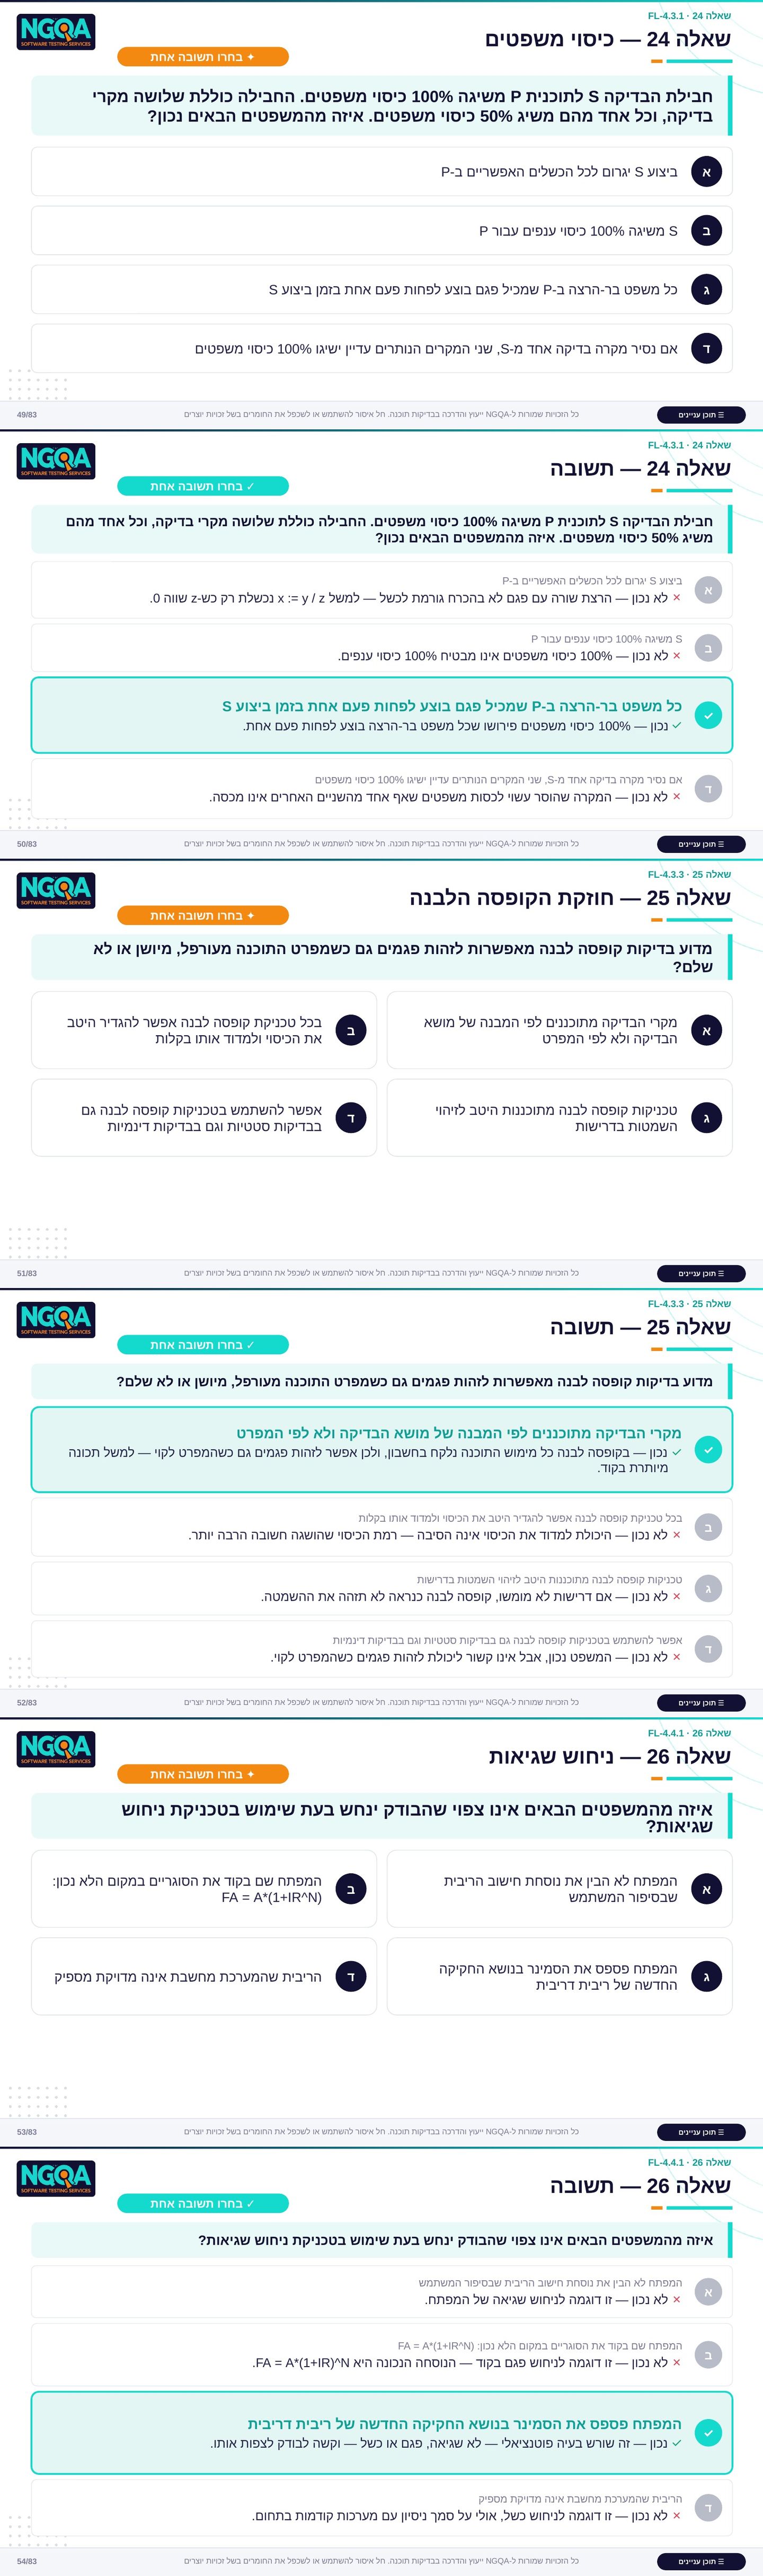 שאלה 24 · FL-4.3.1
NGQA
SOFTWARE TESTING SERVICES
שאלה 24 — כיסוי משפטים
✦ בחרו תשובה אחת
חבילת הבדיקה S לתוכנית P משיגה 100% כיסוי משפטים. החבילה כוללת שלושה מקרי
בדיקה, וכל אחד מהם משיג 50% כיסוי משפטים. איזה מהמשפטים הבאים נכון?
א ביצוע S יגרום לכל הכשלים האפשריים ב-P
ב S משיגה 100% כיסוי ענפים עבור P
ג כל משפט בר-הרצה ב-P שמכיל פגם בוצע לפחות פעם אחת בזמן ביצוע S
ד אם נסיר מקרה בדיקה אחד מ-S, שני המקרים הנותרים עדיין ישיגו 100% כיסוי משפטים
☰ תוכן עניינים
כל הזכויות שמורות ל-NGQA ייעוץ והדרכה בבדיקות תוכנה. חל איסור להשתמש או לשכפל את החומרים בשל זכויות יוצרים
49/83
שאלה 24 · FL-4.3.1
NGQA
SOFTWARE TESTING SERVICES
שאלה 24 — תשובה
✓ בחרו תשובה אחת
חבילת הבדיקה S לתוכנית P משיגה 100% כיסוי משפטים. החבילה כוללת שלושה מקרי בדיקה, וכל אחד מהם
משיג 50% כיסוי משפטים. איזה מהמשפטים הבאים נכון?
א ביצוע S יגרום לכל הכשלים האפשריים ב-P
✕ לא נכון — הרצת שורה עם פגם לא בהכרח גורמת לכשל — למשל x := y / z נכשלת רק כש-z שווה 0.
ב S משיגה 100% כיסוי ענפים עבור P
✕ לא נכון — 100% כיסוי משפטים אינו מבטיח 100% כיסוי ענפים.
✓ כל משפט בר-הרצה ב-P שמכיל פגם בוצע לפחות פעם אחת בזמן ביצוע S
✓ נכון — 100% כיסוי משפטים פירושו שכל משפט בר-הרצה בוצע לפחות פעם אחת.
ד אם נסיר מקרה בדיקה אחד מ-S, שני המקרים הנותרים עדיין ישיגו 100% כיסוי משפטים
✕ לא נכון — המקרה שהוסר עשוי לכסות משפטים שאף אחד מהשניים האחרים אינו מכסה.
☰ תוכן עניינים
כל הזכויות שמורות ל-NGQA ייעוץ והדרכה בבדיקות תוכנה. חל איסור להשתמש או לשכפל את החומרים בשל זכויות יוצרים
50/83
שאלה 25 · FL-4.3.3
NGQA
SOFTWARE TESTING SERVICES
שאלה 25 — חוזקת הקופסה הלבנה
✦ בחרו תשובה אחת
מדוע בדיקות קופסה לבנה מאפשרות לזהות פגמים גם כשמפרט התוכנה מעורפל, מיושן או לא
שלם?
א מקרי הבדיקה מתוכננים לפי המבנה של מושא
הבדיקה ולא לפי המפרט
ב בכל טכניקת קופסה לבנה אפשר להגדיר היטב
את הכיסוי ולמדוד אותו בקלות
ג טכניקות קופסה לבנה מתוכננות היטב לזיהוי
השמטות בדרישות
ד אפשר להשתמש בטכניקות קופסה לבנה גם
בבדיקות סטטיות וגם בבדיקות דינמיות
☰ תוכן עניינים
כל הזכויות שמורות ל-NGQA ייעוץ והדרכה בבדיקות תוכנה. חל איסור להשתמש או לשכפל את החומרים בשל זכויות יוצרים
51/83
שאלה 25 · FL-4.3.3
NGQA
SOFTWARE TESTING SERVICES
שאלה 25 — תשובה
✓ בחרו תשובה אחת
מדוע בדיקות קופסה לבנה מאפשרות לזהות פגמים גם כשמפרט התוכנה מעורפל, מיושן או לא שלם?
✓ מקרי הבדיקה מתוכננים לפי המבנה של מושא הבדיקה ולא לפי המפרט
✓ נכון — בקופסה לבנה כל מימוש התוכנה נלקח בחשבון, ולכן אפשר לזהות פגמים גם כשהמפרט לקוי — למשל תכונה
מיותרת בקוד.
ב בכל טכניקת קופסה לבנה אפשר להגדיר היטב את הכיסוי ולמדוד אותו בקלות
✕ לא נכון — היכולת למדוד את הכיסוי אינה הסיבה — רמת הכיסוי שהושגה חשובה הרבה יותר.
ג טכניקות קופסה לבנה מתוכננות היטב לזיהוי השמטות בדרישות
✕ לא נכון — אם דרישות לא מומשו, קופסה לבנה כנראה לא תזהה את ההשמטה.
ד אפשר להשתמש בטכניקות קופסה לבנה גם בבדיקות סטטיות וגם בבדיקות דינמיות
✕ לא נכון — המשפט נכון, אבל אינו קשור ליכולת לזהות פגמים כשהמפרט לקוי.
☰ תוכן עניינים
כל הזכויות שמורות ל-NGQA ייעוץ והדרכה בבדיקות תוכנה. חל איסור להשתמש או לשכפל את החומרים בשל זכויות יוצרים
52/83
שאלה 26 · FL-4.4.1
NGQA
SOFTWARE TESTING SERVICES
שאלה 26 — ניחוש שגיאות
✦ בחרו תשובה אחת
איזה מהמשפטים הבאים אינו צפוי שהבודק ינחש בעת שימוש בטכניקת ניחוש
שגיאות?
א המפתח לא הבין את נוסחת חישוב הריבית
שבסיפור המשתמש
ב המפתח שם בקוד את הסוגריים במקום הלא נכון:
FA = A*(1+IR^N)
ג המפתח פספס את הסמינר בנושא החקיקה
החדשה של ריבית דריבית
ד הריבית שהמערכת מחשבת אינה מדויקת מספיק
☰ תוכן עניינים
כל הזכויות שמורות ל-NGQA ייעוץ והדרכה בבדיקות תוכנה. חל איסור להשתמש או לשכפל את החומרים בשל זכויות יוצרים
53/83
שאלה 26 · FL-4.4.1
NGQA
SOFTWARE TESTING SERVICES
שאלה 26 — תשובה
✓ בחרו תשובה אחת
איזה מהמשפטים הבאים אינו צפוי שהבודק ינחש בעת שימוש בטכניקת ניחוש שגיאות?
א המפתח לא הבין את נוסחת חישוב הריבית שבסיפור המשתמש
✕ לא נכון — זו דוגמה לניחוש שגיאה של המפתח.
ב המפתח שם בקוד את הסוגריים במקום הלא נכון: FA = A*(1+IR^N)
✕ לא נכון — זו דוגמה לניחוש פגם בקוד — הנוסחה הנכונה היא FA = A*(1+IR)^N.
✓ המפתח פספס את הסמינר בנושא החקיקה החדשה של ריבית דריבית
✓ נכון — זה שורש בעיה פוטנציאלי — לא שגיאה, פגם או כשל — וקשה לבודק לצפות אותו.
ד הריבית שהמערכת מחשבת אינה מדויקת מספיק
✕ לא נכון — זו דוגמה לניחוש כשל, אולי על סמך ניסיון עם מערכות קודמות בתחום.
☰ תוכן עניינים
כל הזכויות שמורות ל-NGQA ייעוץ והדרכה בבדיקות תוכנה. חל איסור להשתמש או לשכפל את החומרים בשל זכויות יוצרים
54/83